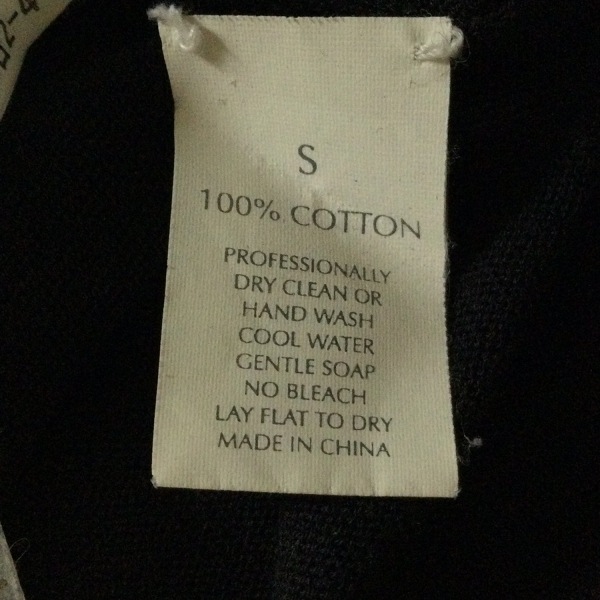 S
100% COTTON
PROFESSIONALLY
DRY CLEAN OR
HAND WASH
COOL WATER
GENTLE SOAP
NO BLEACH
LAY FLAT TO DRY
MADE IN CHINA